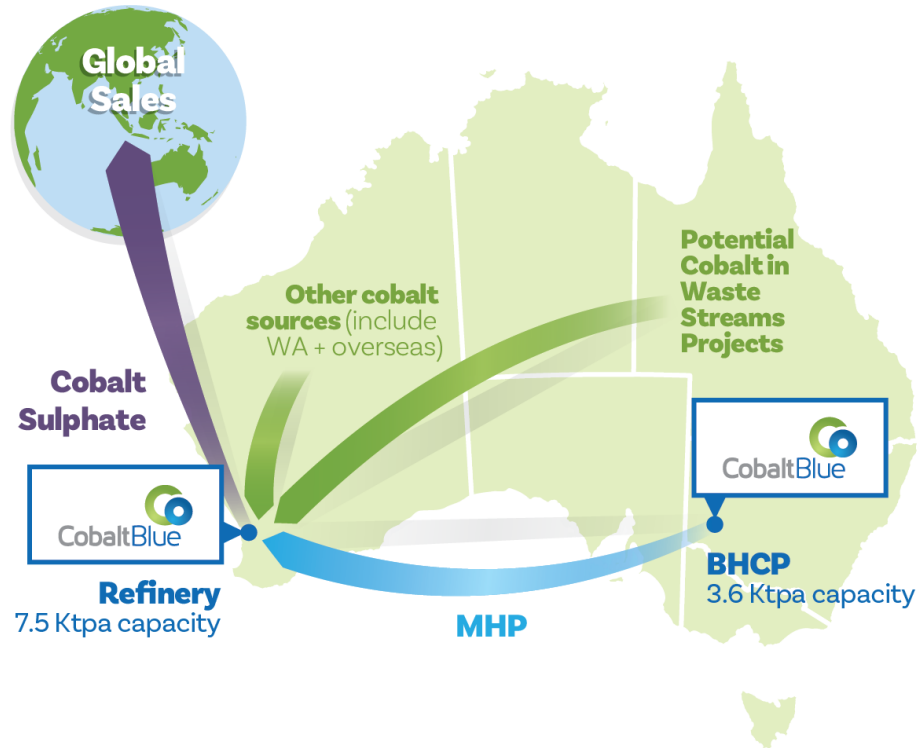 Global
Sales
Potential
Cobalt in
Waste
Streams
Projects
Other cobalt
sources (include
WA + overseas)
Cobalt
Sulphate
CobaltBlue
CobaltBlue
Refinery
7.5 Ktpa capacity
BHCP
3.6 Ktpa capacity
MHP